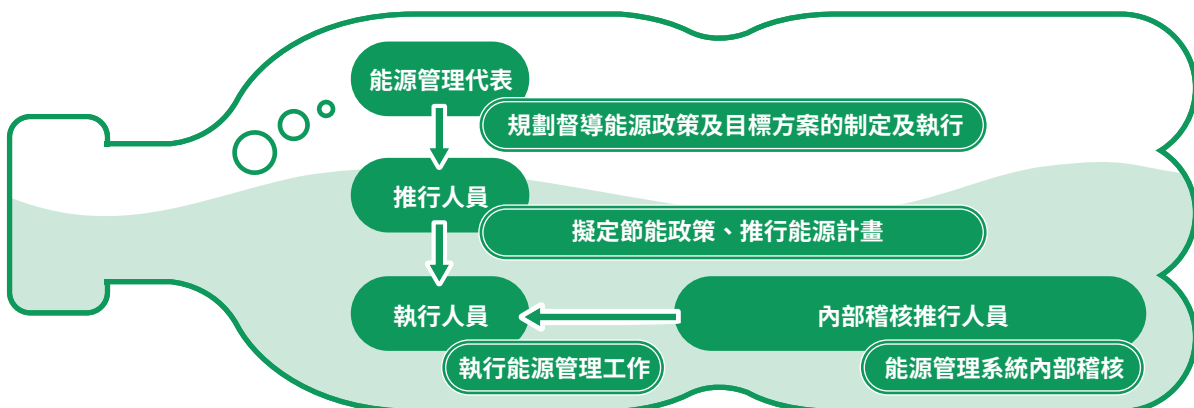 能源管理代表
規劃督導能源政策及目標方案的制定及執行
推行人員
擬定節能政策、推行能源計畫
執行人員
內部稽核推行人員
執行能源管理工作
能源管理系統內部稽核